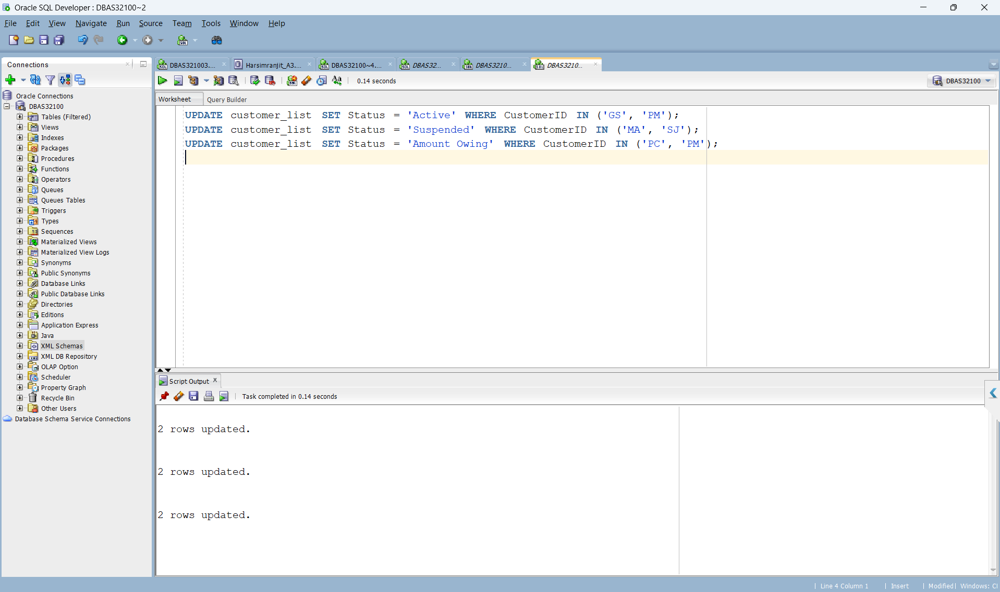 Oracle SQL Developer : DBAS32100~2
File Edit View Navigate Run Source Team Tools Window Help
Connections
DBAS321003....
Harsimranjit_A3....
DBAS32100~4....
DBAS32...
DBAS3210...
DBAS3210...
0.14 seconds
DBAS32100
Worksheet
Query Builder
Oracle Connections
DBAS32100
Tables (Filtered)
Views
Indexes
Packages
Procedures
Functions
Operators
Queues
Queues Tables
Triggers
Types
Sequences
Materialized Views
Materialized View Logs
Synonyms
Public Synonyms
Database Links
Public Database Links
Directories
Editions
Application Express
Java
XML Schemas
XML DB Repository
OLAP Option
Scheduler
Property Graph
Recycle Bin
Other Users
Database Schema Service Connections
UPDATE customer_list SET Status = 'Active' WHERE CustomerID IN ('GS', 'PM');
UPDATE customer_list SET Status = 'Suspended' WHERE CustomerID IN ('MA', 'SJ');
UPDATE customer_list SET Status = 'Amount Owing' WHERE CustomerID IN ('PC', 'PM');
Script Output
Task completed in 0.14 seconds
2 rows updated.
2 rows updated.
2 rows updated.
Line 4 Column 1
Insert
Modified
Windows: Cl